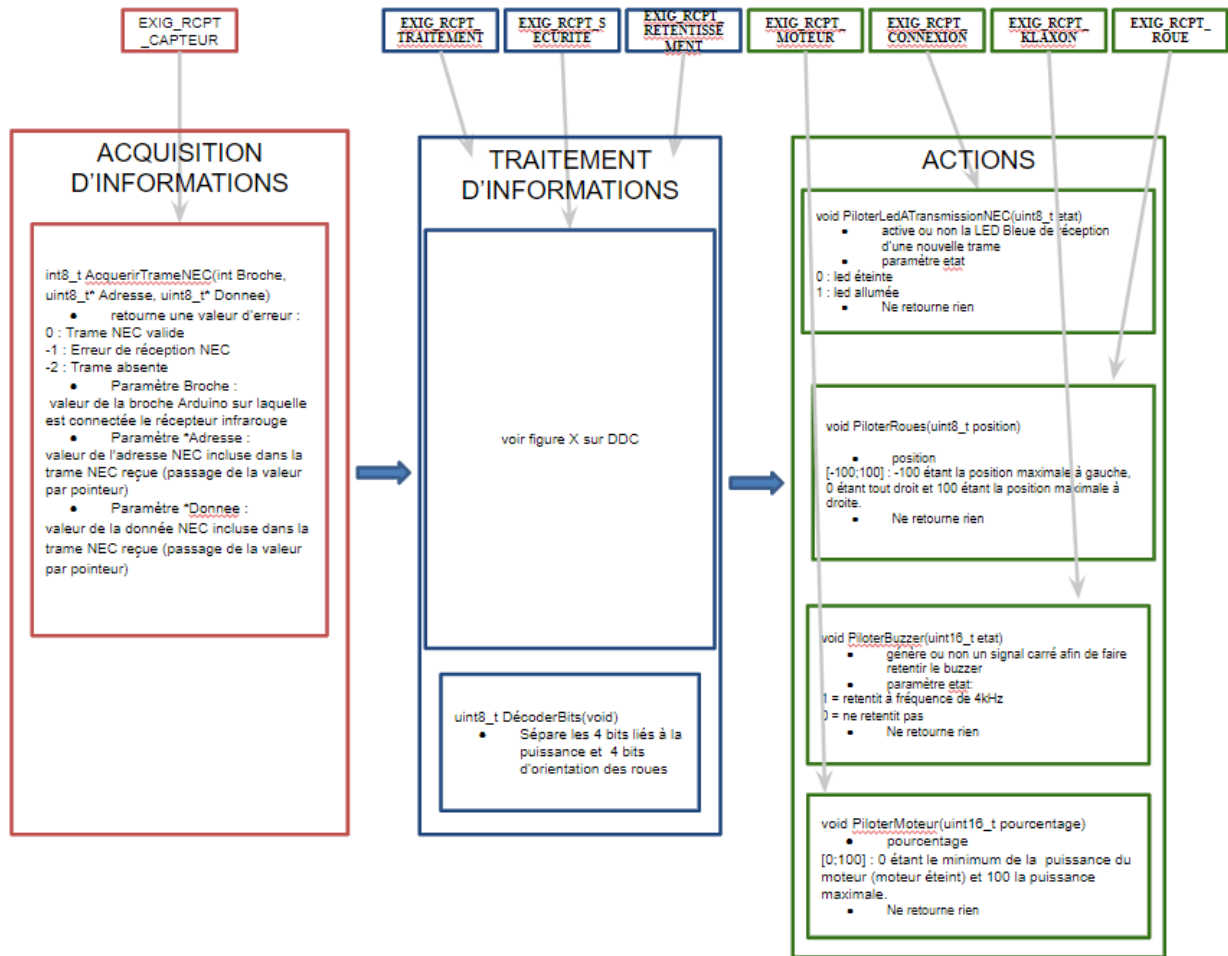 EXIG_RCPT
_CAPTEUR
EXIG_RCPT_
TRAITEMENT
EXIG_RCPT_S
ECURITE
EXIG_RCPT_
RETENTISSE
MENT
EXIG_RCPT_
MOTEUR
EXIG_RCPT_
CONNEXION
EXIG_RCPT_
KLAXON
EXIG_RCPT_
ROUE
ACQUISITION
D'INFORMATIONS
int8_t AcquerirTrameNEC(int Broche,
uint8_t* Adresse, uint8_t* Donnee)
● retourne une valeur d'erreur :
0 : Trame NEC valide
-1 : Erreur de réception NEC
-2 : Trame absente
● Paramètre Broche :
valeur de la broche Arduino sur laquelle
est connectée le récepteur infrarouge
● Paramètre *Adresse :
valeur de l'adresse NEC incluse dans la
trame NEC reçue (passage de la valeur
par pointeur)
● Paramètre *Donnee :
valeur de la donnée NEC incluse dans la
trame NEC reçue (passage de la valeur
par pointeur)
TRAITEMENT
D'INFORMATIONS
voir figure X sur DDC
uint8_t DécoderBits(void)
● Sépare les 4 bits liés à la
puissance et 4 bits
d'orientation des roues
ACTIONS
void PiloterLedATransmissionNEC(uint8_t etat)
● active ou non la LED Bleue de réception
d'une nouvelle trame
● paramètre etat
0 : led éteinte
1 : led allumée
● Ne retourne rien
void PiloterRoues(uint8_t position)
● position
[-100;100] : -100 étant la position maximale à gauche,
0 étant tout droit et 100 étant la position maximale à
droite.
● Ne retourne rien
void PiloterBuzzer(uint16_t etat)
● génère ou non un signal carré afin de faire
retentir le buzzer
● paramètre etat:
1 = retentit à fréquence de 4kHz
0 = ne retentit pas
● Ne retourne rien
void PiloterMoteur(uint16_t pourcentage)
● pourcentage
[0;100] : 0 étant le minimum de la puissance du
moteur (moteur éteint) et 100 la puissance
maximale.
● Ne retourne rien